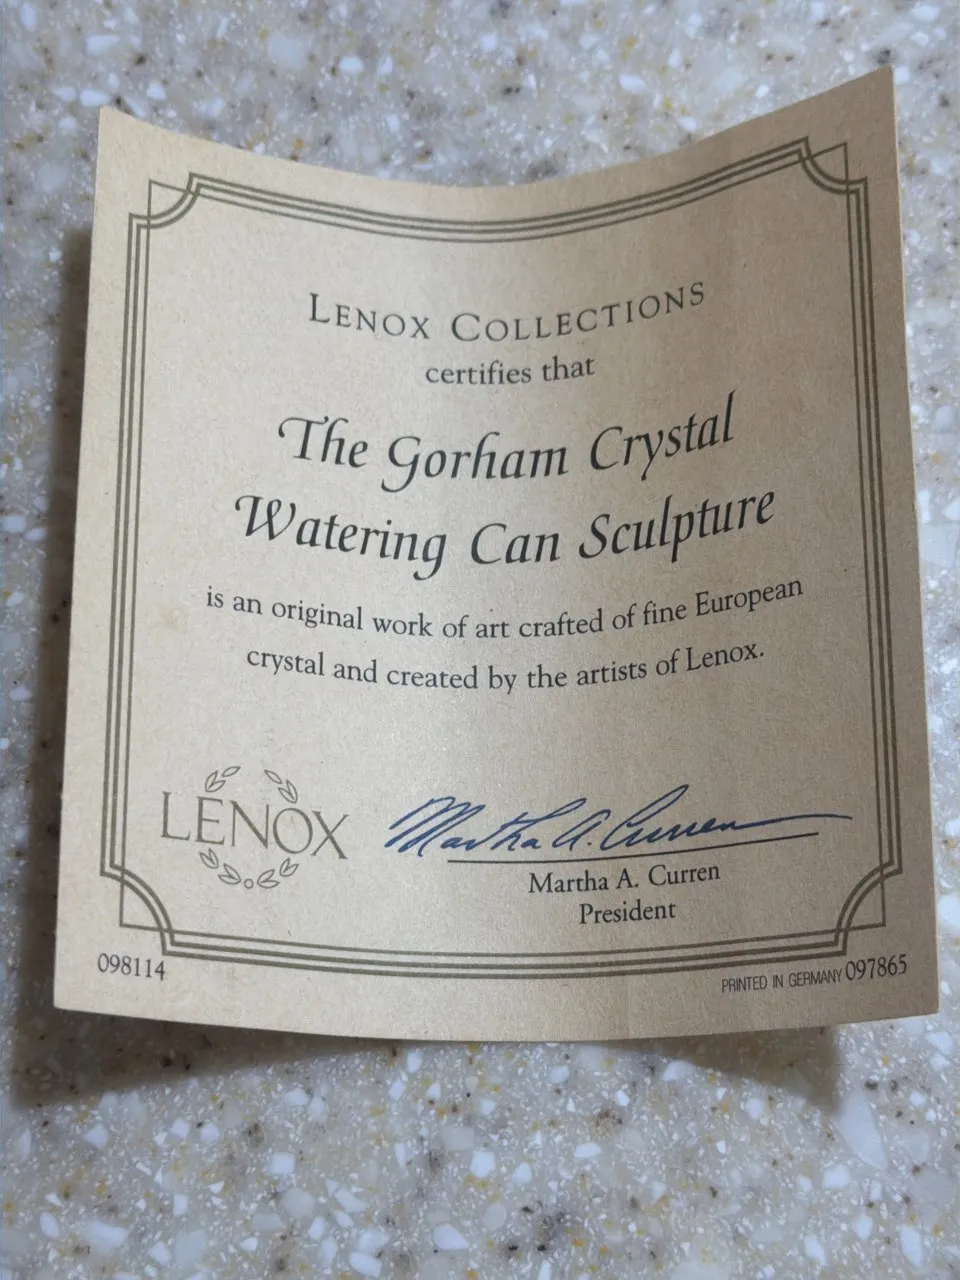 LENOX COLLECTIONS
certifies that
The Gorham Crystal
Watering Can Sculpture
is an original work of art crafted of fine European
crystal and created by the artists of Lenox.
LENOX
Martha A. Curren
Martha A. Curren
President
098114
PRINTED IN GERMANY 097865